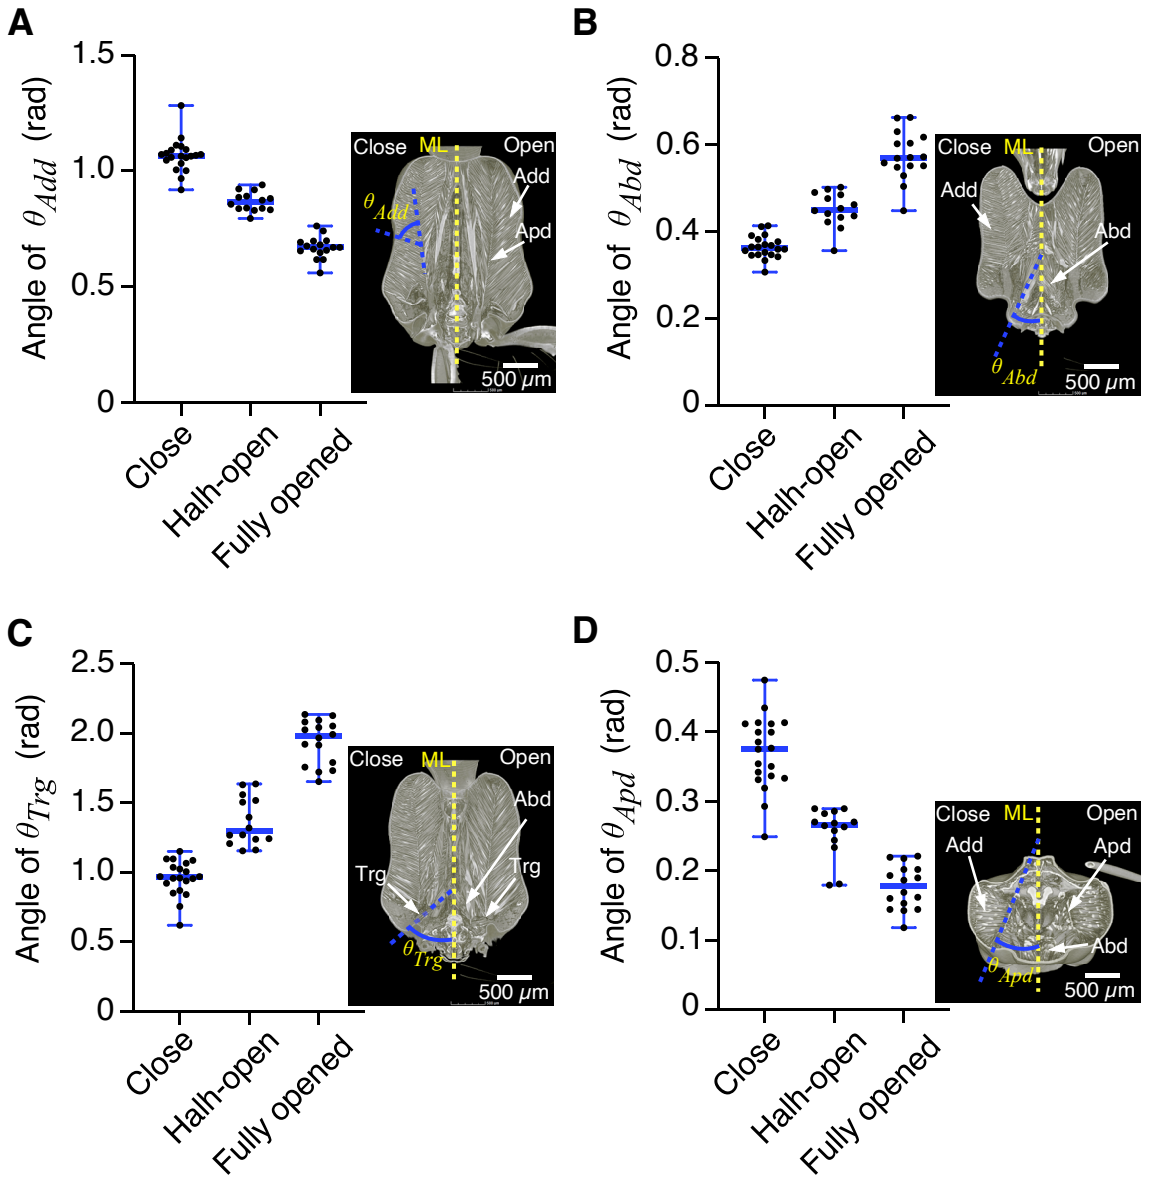 A
Angle of θAdd (rad)
1.5
1.0
0.5
0
Close
Halh-open
Fully opened
Close ML Open
θAdd
Add
Apd
500 µm
B
Angle of θAbd (rad)
0.8
0.6
0.4
0.2
0
Close
Halh-open
Fully opened
Close ML Open
Add
Abd
θAbd
500 µm
C
Angle of θTrg (rad)
2.5
2.0
1.5
1.0
0.5
0
Close
Halh-open
Fully opened
Close ML Open
Abd
Trg Trg
θTrg
500 µm
D
Angle of θApd (rad)
0.5
0.4
0.3
0.2
0.1
0
Close
Halh-open
Fully opened
Close ML Open
Add Apd
Abd
θApd
500 µm